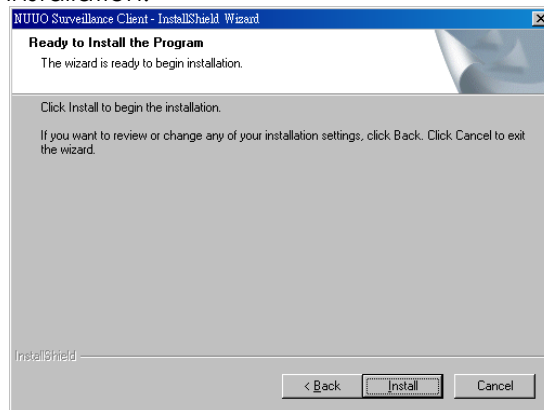 installation.
NUUO Surveillance Client - InstallShield Wizard
Ready to Install the Program
The wizard is ready to begin installation.
Click Install to begin the installation.
If you want to review or change any of your installation settings, click Back. Click Cancel to exit
the wizard.
InstallShield
< Back Install Cancel